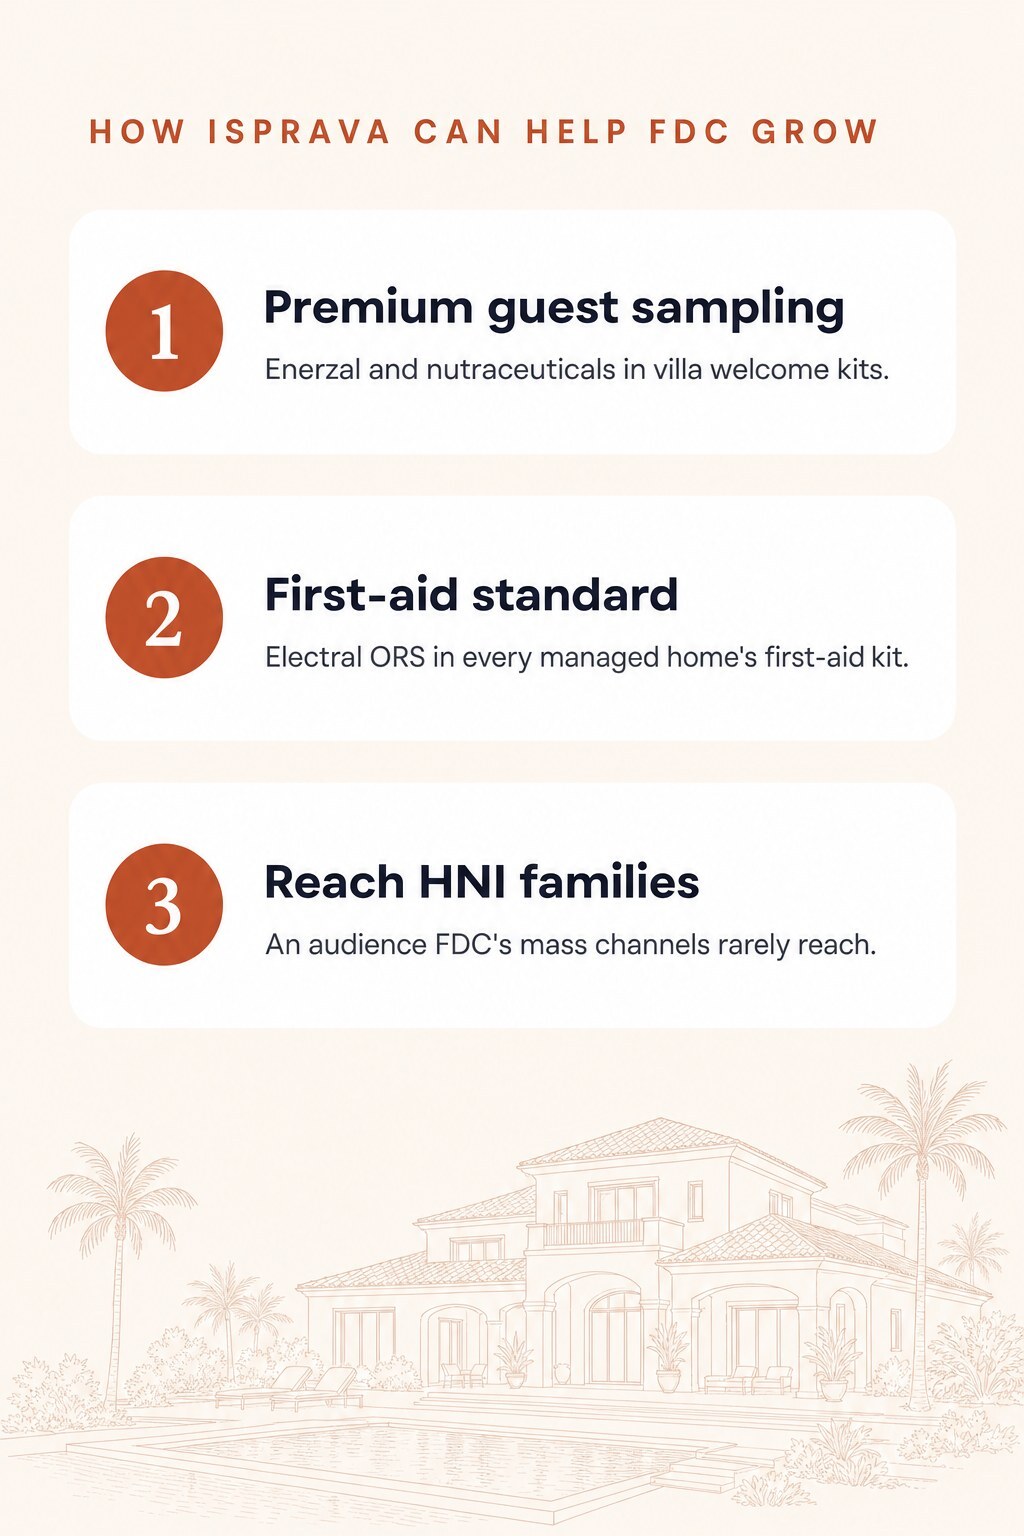 HOW ISPRAVA CAN HELP FDC GROW
1
Premium guest sampling
Enerzal and nutraceuticals in villa welcome kits.
2
First-aid standard
Electral ORS in every managed home's first-aid kit.
3
Reach HNI families
An audience FDC's mass channels rarely reach.